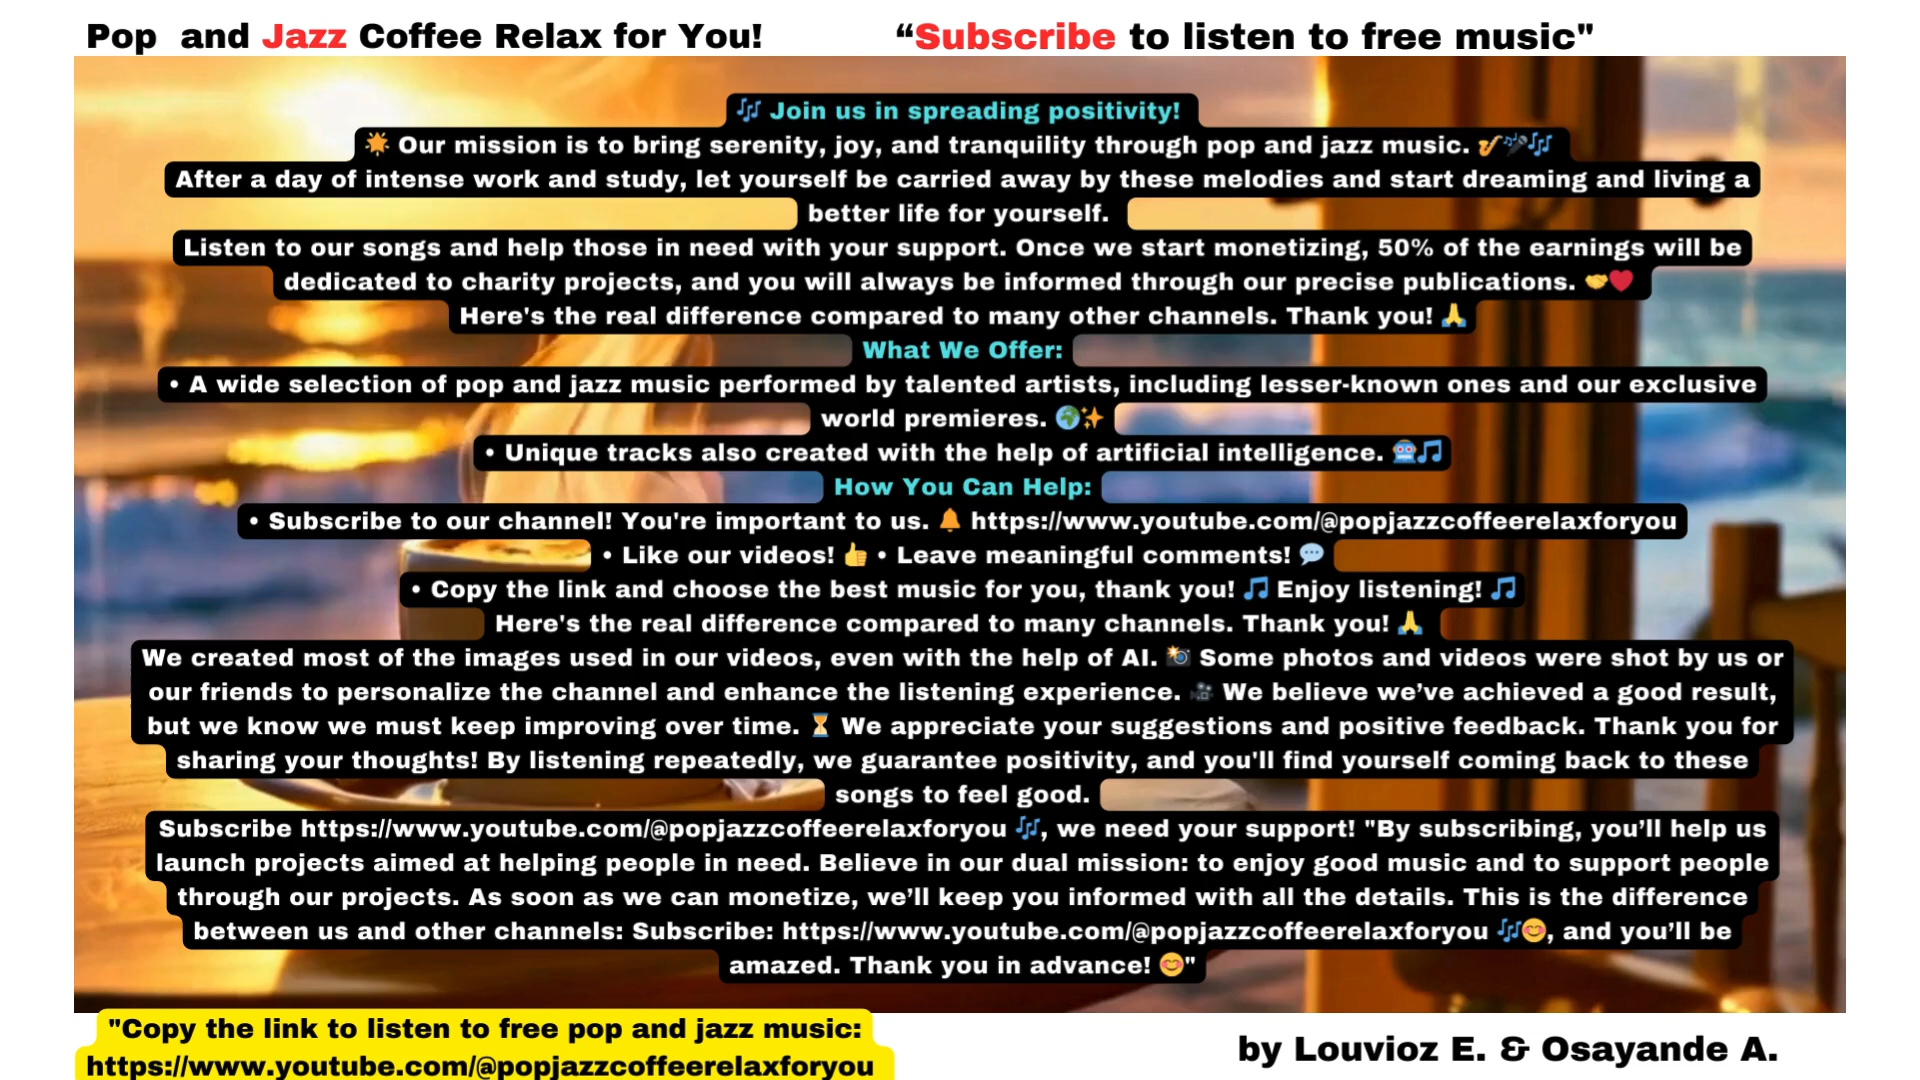 Pop and Jazz Coffee Relax for You!
“Subscribe to listen to free music"
🎶 Join us in spreading positivity!
🌟 Our mission is to bring serenity, joy, and tranquility through pop and jazz music. 🎷🎤🎶
After a day of intense work and study, let yourself be carried away by these melodies and start dreaming and living a
better life for yourself.
Listen to our songs and help those in need with your support. Once we start monetizing, 50% of the earnings will be
dedicated to charity projects, and you will always be informed through our precise publications. 🤝❤️
Here's the real difference compared to many other channels. Thank you! 🙏
What We Offer:
• A wide selection of pop and jazz music performed by talented artists, including lesser-known ones and our exclusive
world premieres. 🌍✨
• Unique tracks also created with the help of artificial intelligence. 🤖🎵
How You Can Help:
• Subscribe to our channel! You're important to us. 🔔 https://www.youtube.com/@popjazzcoffeerelaxforyou
• Like our videos! 👍 • Leave meaningful comments! 💬
• Copy the link and choose the best music for you, thank you! 🎵 Enjoy listening! 🎵
Here's the real difference compared to many channels. Thank you! 🙏
We created most of the images used in our videos, even with the help of AI. 📸 Some photos and videos were shot by us or
our friends to personalize the channel and enhance the listening experience. 🎥 We believe we’ve achieved a good result,
but we know we must keep improving over time. ⏳ We appreciate your suggestions and positive feedback. Thank you for
sharing your thoughts! By listening repeatedly, we guarantee positivity, and you'll find yourself coming back to these
songs to feel good.
Subscribe https://www.youtube.com/@popjazzcoffeerelaxforyou 🎶, we need your support! "By subscribing, you’ll help us
launch projects aimed at helping people in need. Believe in our dual mission: to enjoy good music and to support people
through our projects. As soon as we can monetize, we’ll keep you informed with all the details. This is the difference
between us and other channels: Subscribe: https://www.youtube.com/@popjazzcoffeerelaxforyou 🎶😊, and you’ll be
amazed. Thank you in advance! 😊"
"Copy the link to listen to free pop and jazz music:
https://www.youtube.com/@popjazzcoffeerelaxforyou
by Louvioz E. & Osayande A.